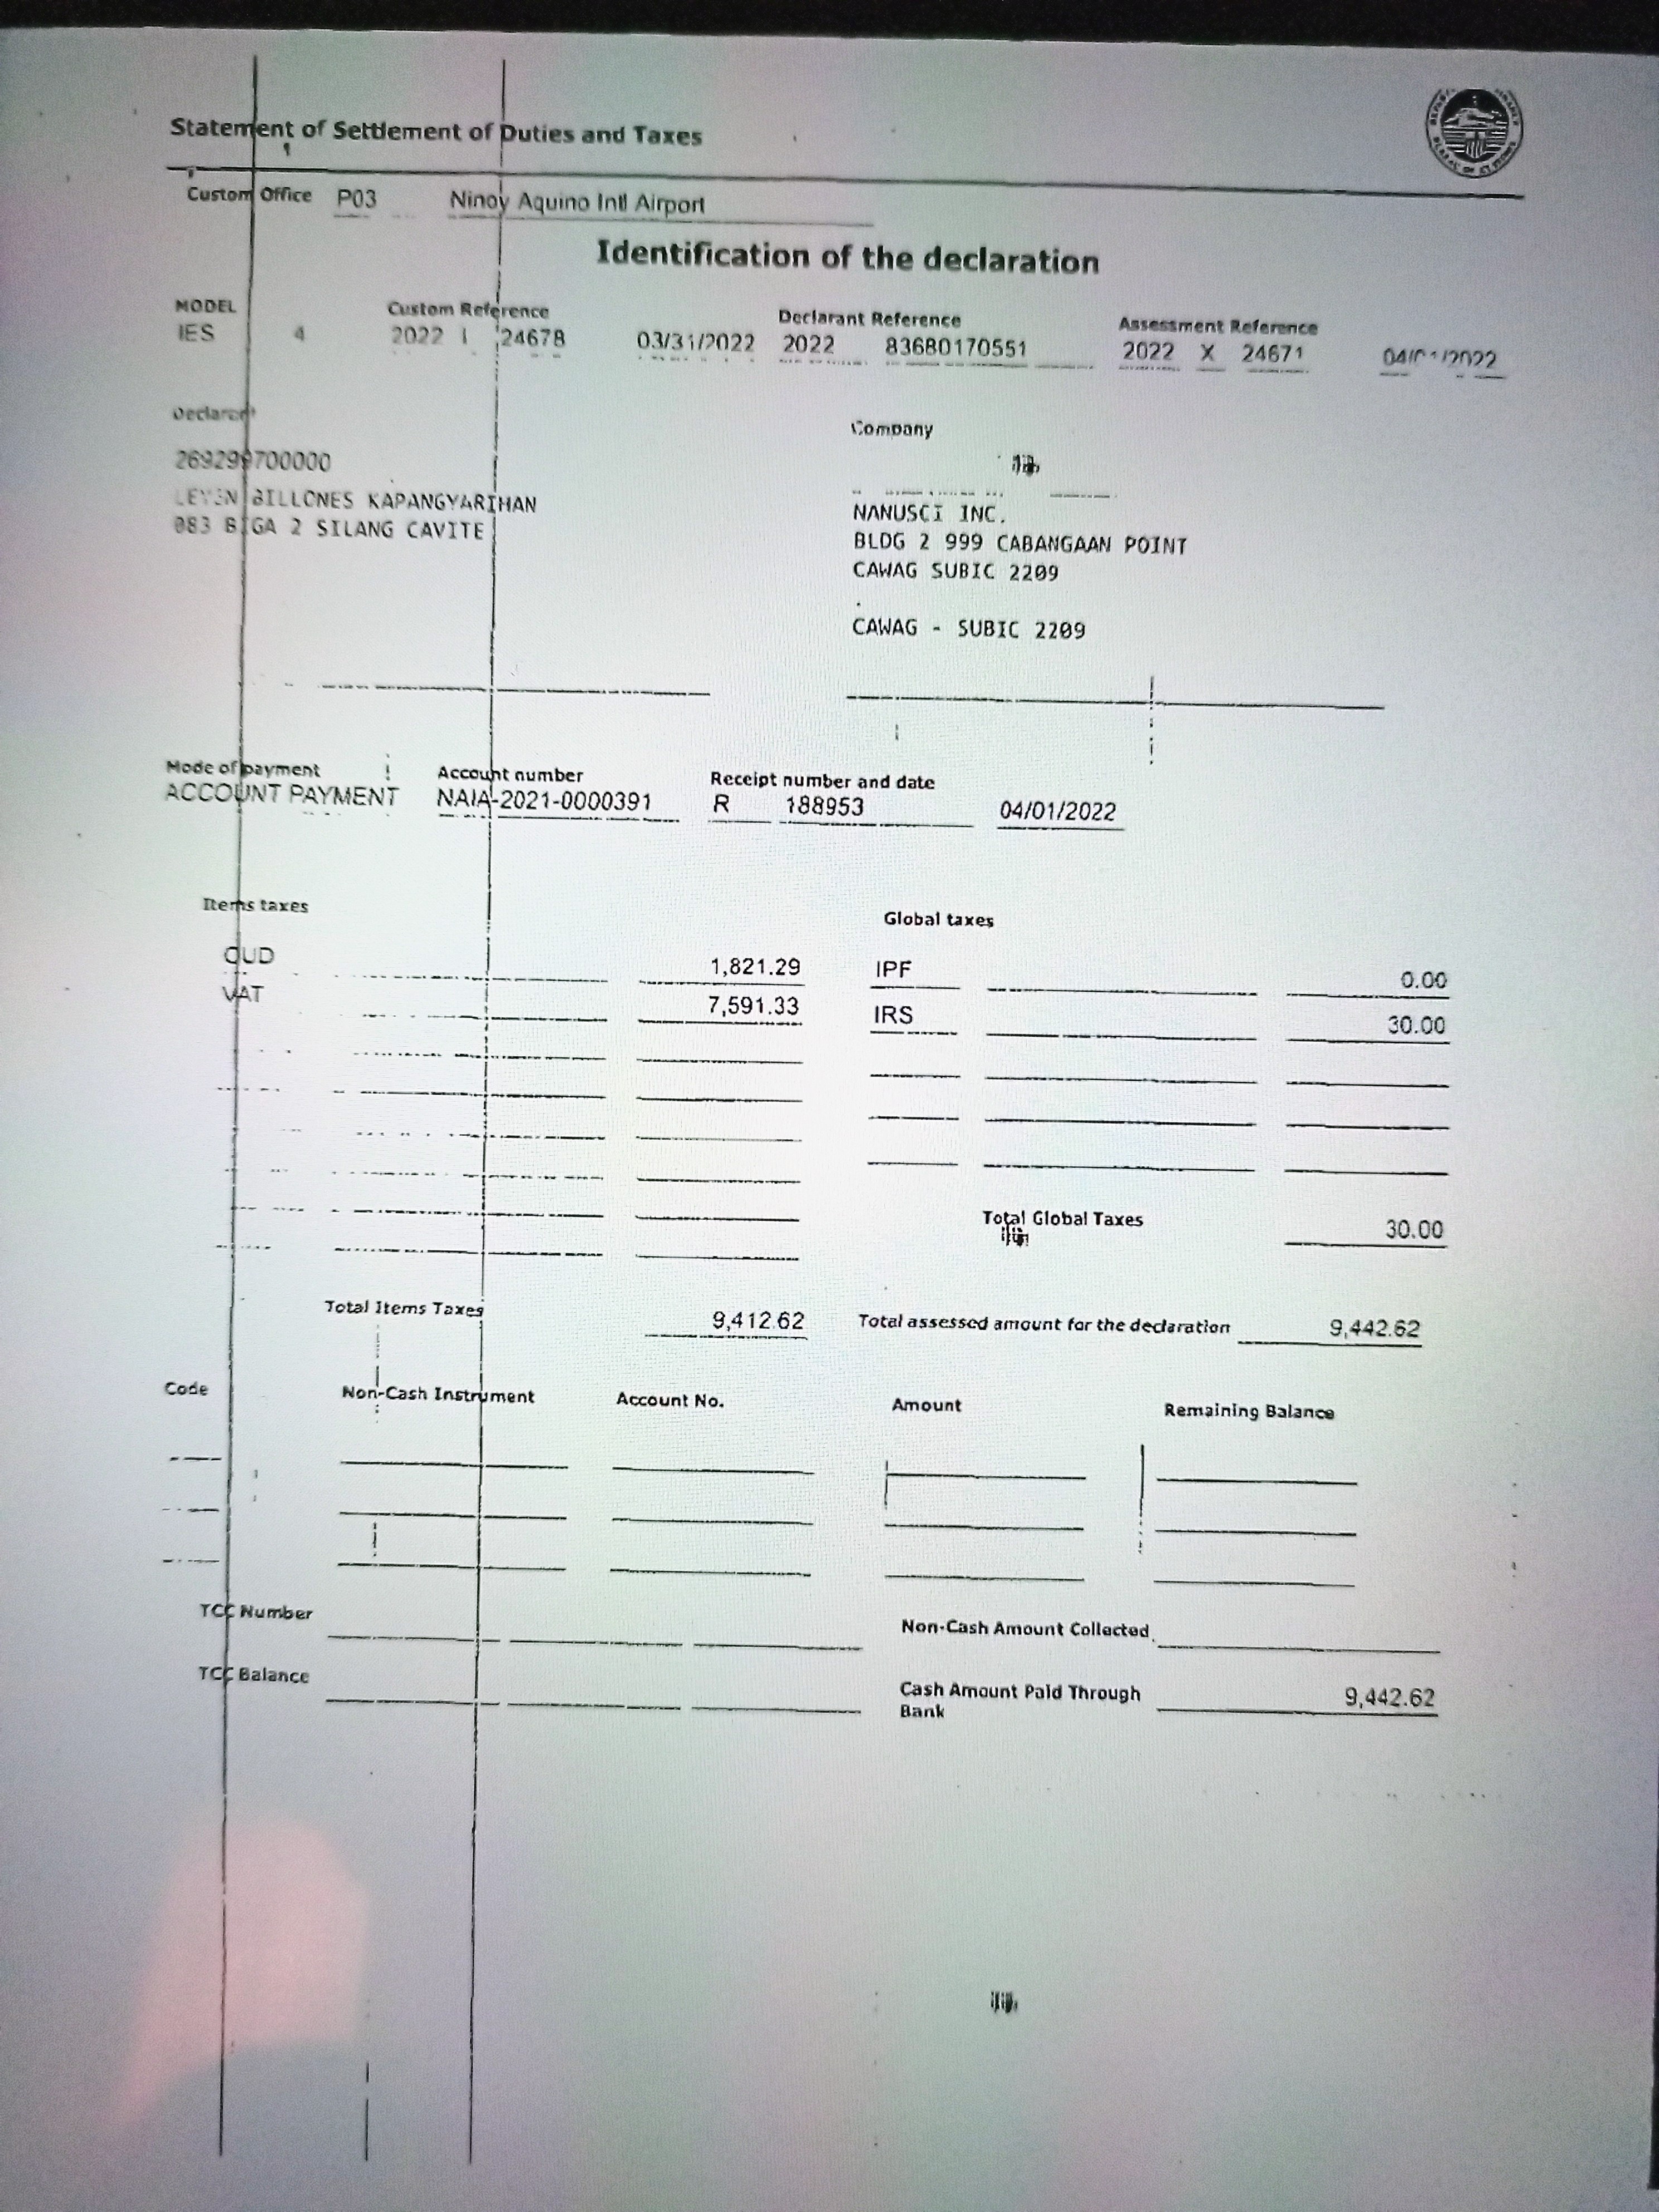 Statement of Settlement of Duties and Taxes
Custom Office P03 Ninoy Aquino Intl Airport
Identification of the declaration
MODEL Custom Reference Declarant Reference Assessment Reference
IES 4 2022 I 24678 03/31/2022 2022 83680170551 2022 X 24671
Declarant Company
269299700000
LEVEN BILLONES KAPANGYARIHAN
083 BIGA 2 SILANG CAVITE
NANUSCI INC.
BLDG 2 999 CABANGAAN POINT
CAWAG SUBIC 2209
.
CAWAG - SUBIC 2209
Mode of payment Account number Receipt number and date
ACCOUNT PAYMENT NAIA-2021-0000391 R 188953 04/01/2022
Items taxes Global taxes
CUD 1,821.29 IPF 0.00
VAT 7,591.33 IRS 30.00
Total Global Taxes 30.00
Total Items Taxes 9,412.62 Total assessed amount for the declaration 9,442.62
Code Non-Cash Instrument Account No. Amount Remaining Balance
TCC Number Non-Cash Amount Collected
TCC Balance Cash Amount Paid Through
Bank 9,442.62